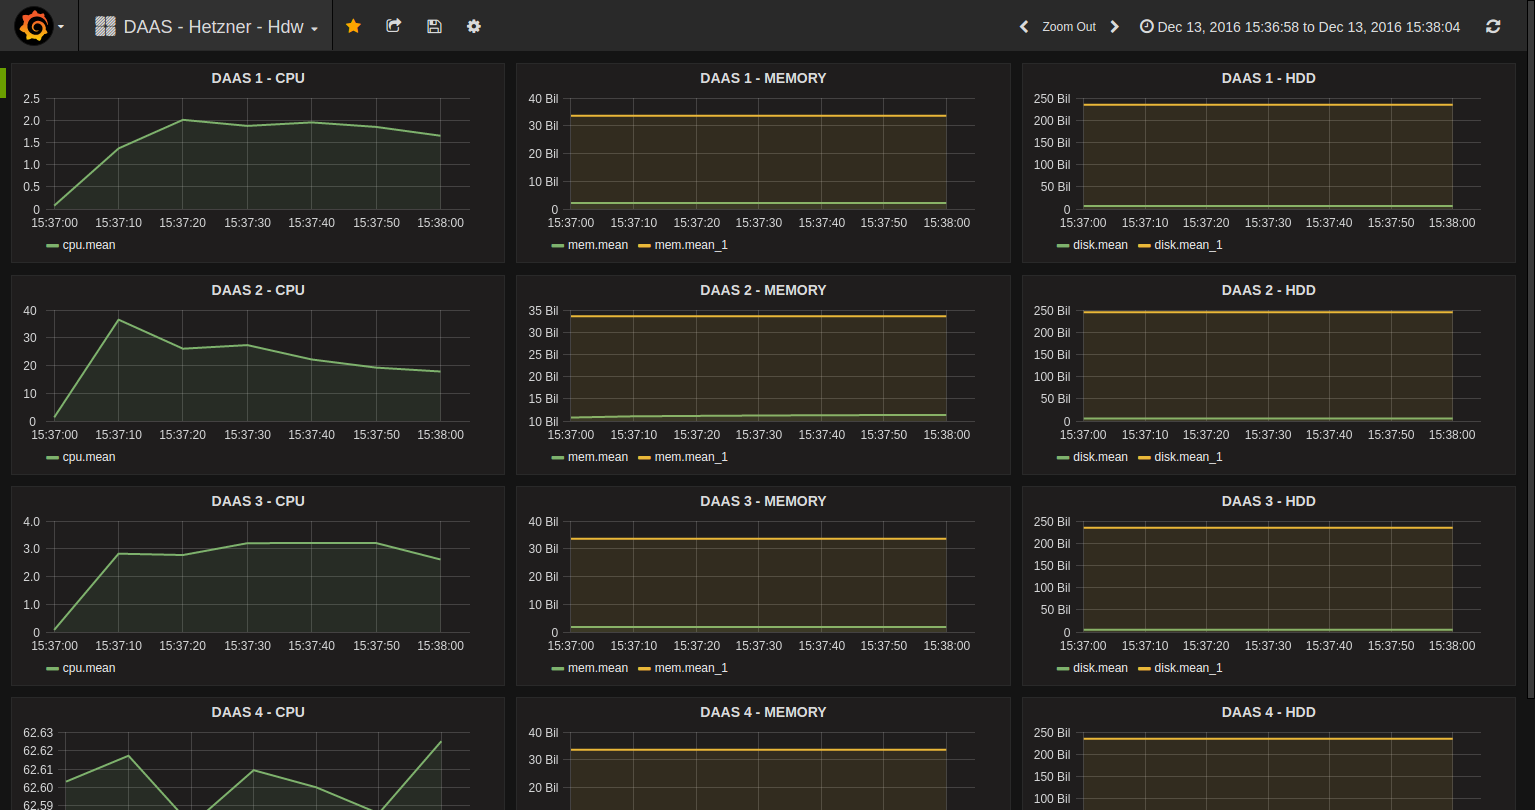 DAAS - Hetzner - Hdw
Zoom Out
Dec 13, 2016 15:36:58 to Dec 13, 2016 15:38:04
DAAS 1 - CPU
2.5
2.0
1.5
1.0
0.5
0
15:37:00 15:37:10 15:37:20 15:37:30 15:37:40 15:37:50 15:38:00
cpu.mean
DAAS 1 - MEMORY
40 Bil
30 Bil
20 Bil
10 Bil
0
15:37:00 15:37:10 15:37:20 15:37:30 15:37:40 15:37:50 15:38:00
mem.mean mem.mean_1
DAAS 1 - HDD
250 Bil
200 Bil
150 Bil
100 Bil
50 Bil
0
15:37:00 15:37:10 15:37:20 15:37:30 15:37:40 15:37:50 15:38:00
disk.mean disk.mean_1
DAAS 2 - CPU
40
30
20
10
0
15:37:00 15:37:10 15:37:20 15:37:30 15:37:40 15:37:50 15:38:00
cpu.mean
DAAS 2 - MEMORY
35 Bil
30 Bil
25 Bil
20 Bil
15 Bil
10 Bil
15:37:00 15:37:10 15:37:20 15:37:30 15:37:40 15:37:50 15:38:00
mem.mean mem.mean_1
DAAS 2 - HDD
250 Bil
200 Bil
150 Bil
100 Bil
50 Bil
0
15:37:00 15:37:10 15:37:20 15:37:30 15:37:40 15:37:50 15:38:00
disk.mean disk.mean_1
DAAS 3 - CPU
4.0
3.0
2.0
1.0
0
15:37:00 15:37:10 15:37:20 15:37:30 15:37:40 15:37:50 15:38:00
cpu.mean
DAAS 3 - MEMORY
40 Bil
30 Bil
20 Bil
10 Bil
0
15:37:00 15:37:10 15:37:20 15:37:30 15:37:40 15:37:50 15:38:00
mem.mean mem.mean_1
DAAS 3 - HDD
250 Bil
200 Bil
150 Bil
100 Bil
50 Bil
0
15:37:00 15:37:10 15:37:20 15:37:30 15:37:40 15:37:50 15:38:00
disk.mean disk.mean_1
DAAS 4 - CPU
62.63
62.62
62.61
62.60
62.59
DAAS 4 - MEMORY
40 Bil
30 Bil
20 Bil
DAAS 4 - HDD
250 Bil
200 Bil
150 Bil
100 Bil